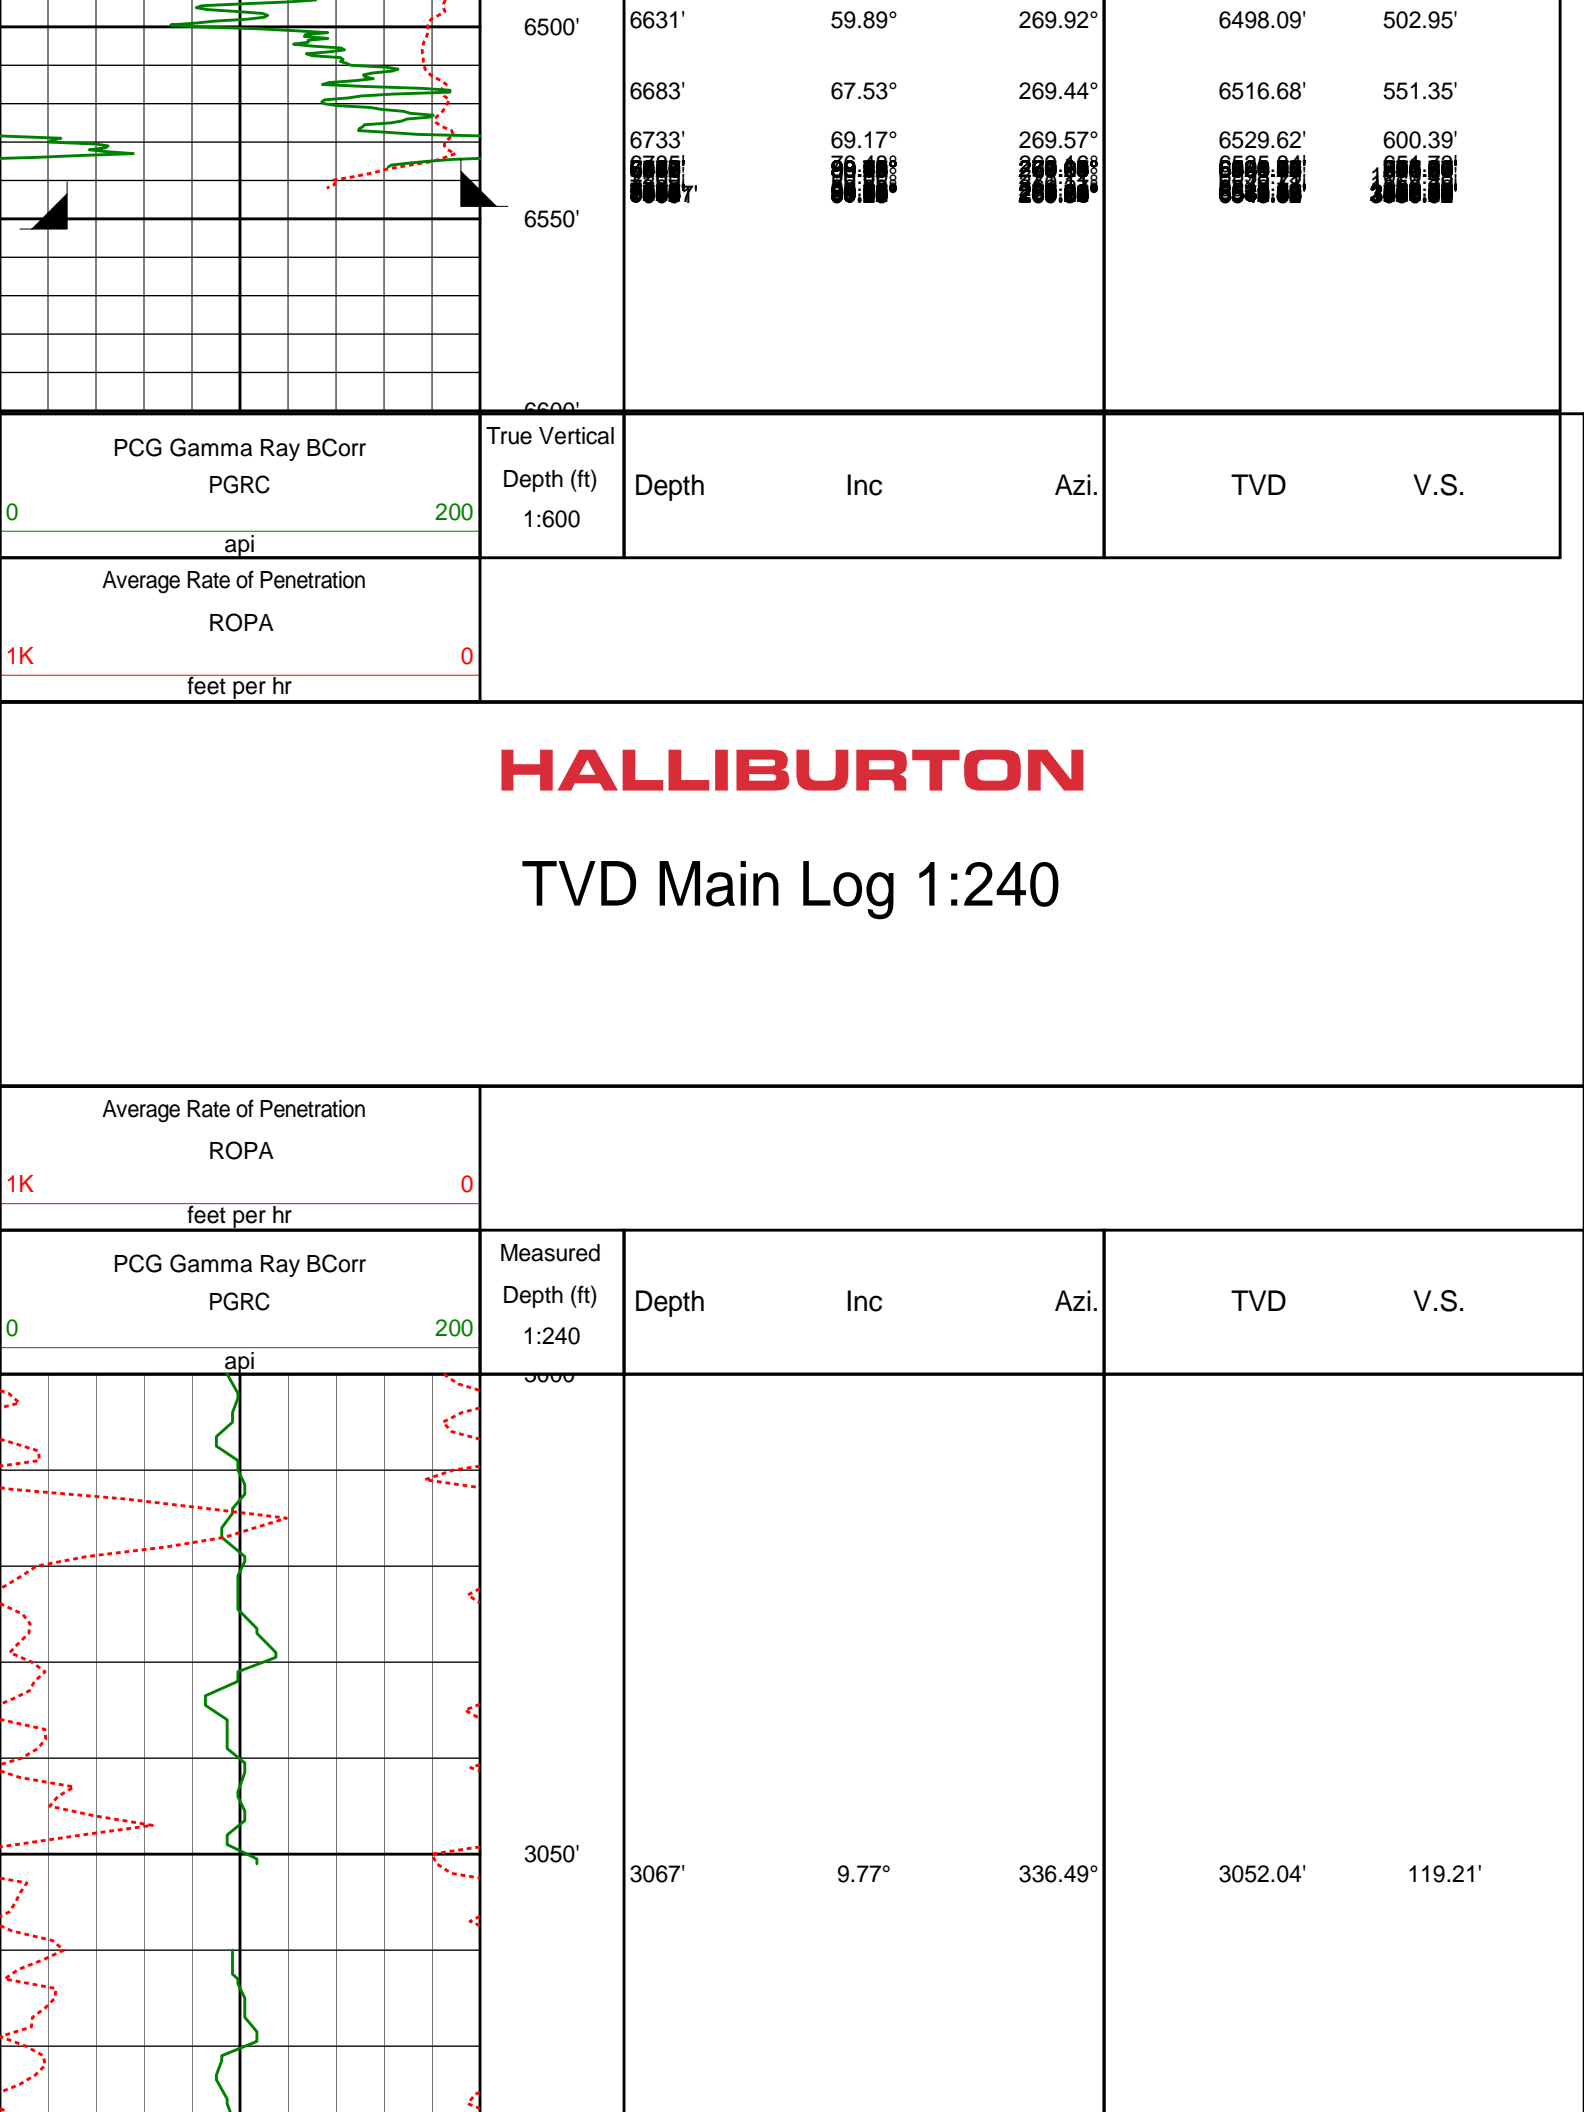 6500' 6631' 59.89° 269.92° 6498.09' 502.95'
6683' 67.53° 269.44° 6516.68' 551.35'
6733' 69.17° 269.57° 6529.62' 600.39'
6550'
6600'
PCG Gamma Ray BCorr
PGRC
0 200
api
True Vertical
Depth (ft)
1:600
Depth Inc Azi. TVD V.S.
Average Rate of Penetration
ROPA
1K 0
feet per hr
HALLIBURTON
TVD Main Log 1:240
Average Rate of Penetration
ROPA
1K 0
feet per hr
PCG Gamma Ray BCorr
PGRC
0 200
api
Measured
Depth (ft)
1:240
Depth Inc Azi. TVD V.S.
3000'
3050'
3067' 9.77° 336.49° 3052.04' 119.21'